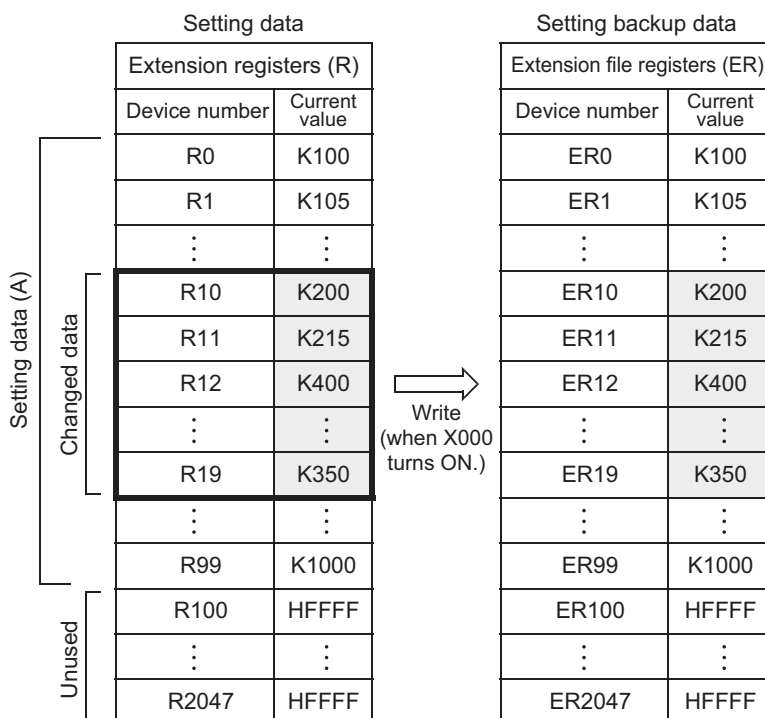 Setting data
Extension registers (R)
Device number
Current
value
R0
K100
R1
K105
⋮
⋮
R10
K200
R11
K215
R12
K400
⋮
⋮
R19
K350
⋮
⋮
R99
K1000
R100
HFFFF
⋮
⋮
R2047
HFFFF
Setting data (A)
Changed data
Unused
Write
(when X000
turns ON.)
Setting backup data
Extension file registers (ER)
Device number
Current
value
ER0
K100
ER1
K105
⋮
⋮
ER10
K200
ER11
K215
ER12
K400
⋮
⋮
ER19
K350
⋮
⋮
ER99
K1000
ER100
HFFFF
⋮
⋮
ER2047
HFFFF